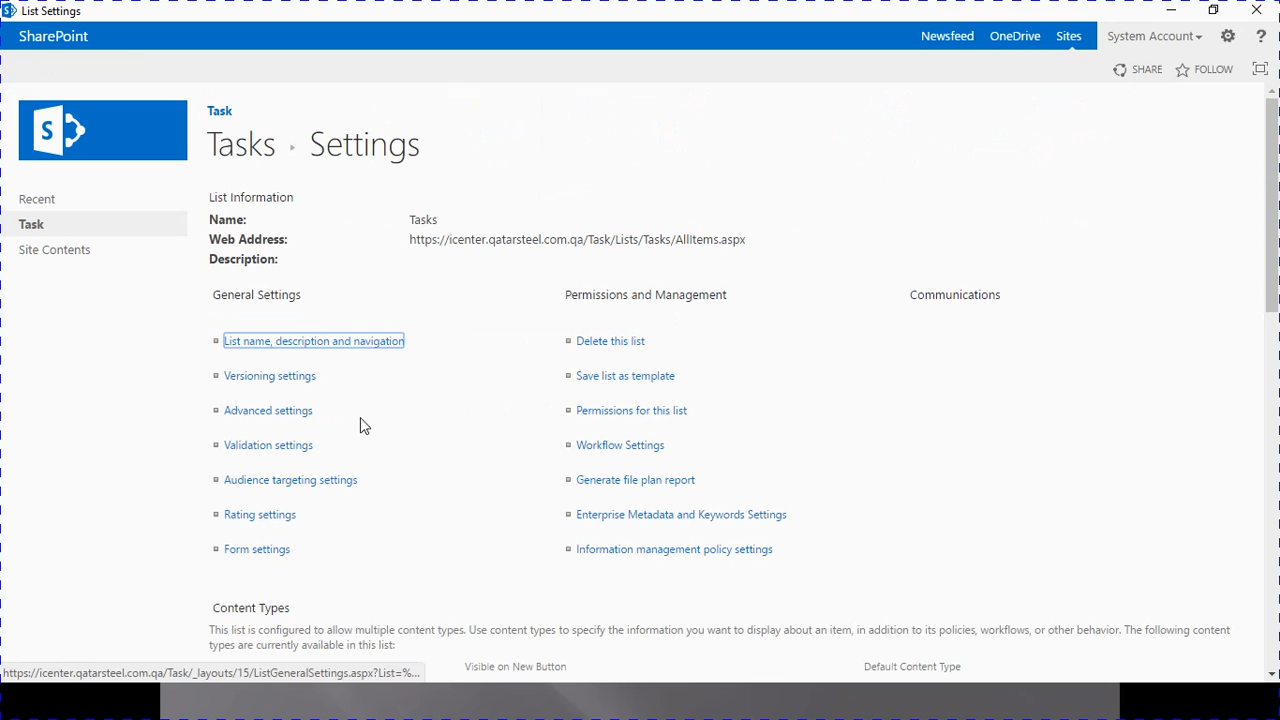 List Settings
SharePoint
Newsfeed OneDrive Sites System Account ?
SHARE FOLLOW
S
Task
Tasks Settings
Recent
Task
Site Contents
List Information
Name: Tasks
Web Address: https://icenter.qatarsteel.com.qa/Task/Lists/Tasks/AllItems.aspx
Description:
General Settings Permissions and Management Communications
List name, description and navigation Delete this list
Versioning settings Save list as template
Advanced settings Permissions for this list
Validation settings Workflow Settings
Audience targeting settings Generate file plan report
Rating settings Enterprise Metadata and Keywords Settings
Form settings Information management policy settings
Content Types
This list is configured to allow multiple content types. Use content types to specify the information you want to display about an item, in addition to its policies, workflows, or other behavior. The following content
types are currently available in this list:
Visible on New Button Default Content Type
https://icenter.qatarsteel.com.qa/Task/_layouts/15/ListGeneralSettings.aspx?List=%...